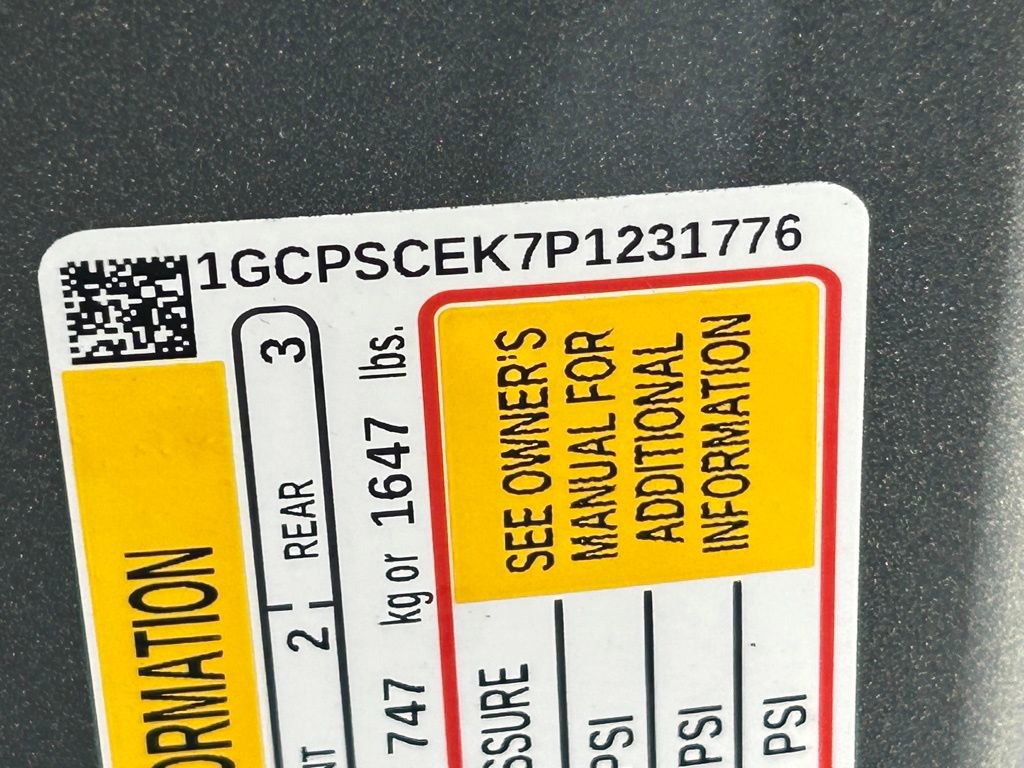 1GCPSCEK7P1231776
ORMATION
NT 2 REAR 3
747 kg or 1647 lbs.
SSURE
SEE OWNER'S
MANUAL FOR
ADDITIONAL
INFORMATION
PSI
PSI
PSI